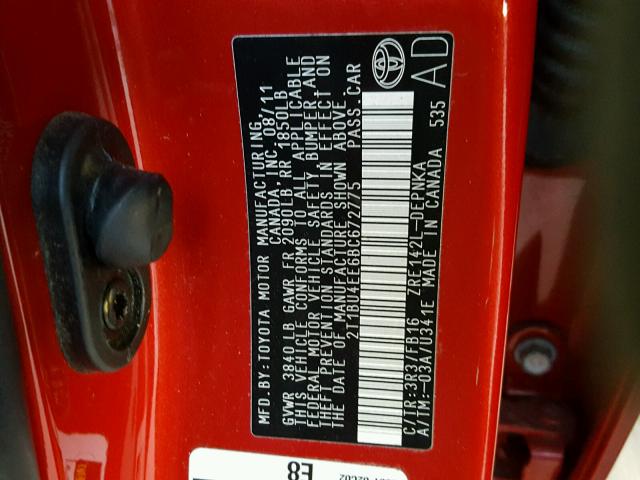 MFD.BY: TOYOTA MOTOR MANUFACTURING
CANADA, INC. 08/11
GVWR 3840 LB GAWR FR 2090LB, RR 1850LB
THIS VEHICLE CONFORMS TO ALL APPLICABLE
FEDERAL MOTOR VEHICLE SAFETY BUMPER, AND
THEFT PREVENTION STANDARDS IN EFFECT ON
THE DATE OF MANUFACTURE SHOWN ABOVE.
2T1BU4EE6BC672775 PASS.CAR
AD
C/TR:3R3/FB16 ZRE142L-DEPNKA
A/TM:-03A/U341E MADE IN CANADA 535
E8